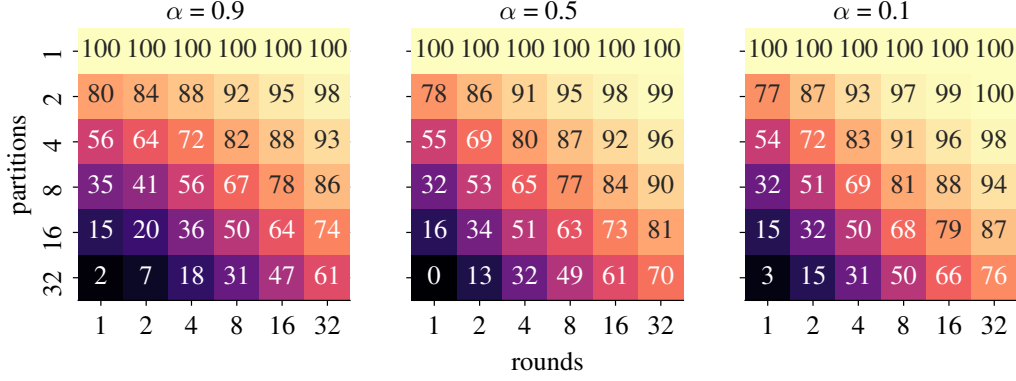 α = 0.9 α = 0.5 α = 0.1
1 100 100 100 100 100 100 100 100 100 100 100 100 100 100 100 100 100 100
2 80 84 88 92 95 98 78 86 91 95 98 99 77 87 93 97 99 100
4 56 64 72 82 88 93 55 69 80 87 92 96 54 72 83 91 96 98
8 35 41 56 67 78 86 32 53 65 77 84 90 32 51 69 81 88 94
16 15 20 36 50 64 74 16 34 51 63 73 81 15 32 50 68 79 87
32 2 7 18 31 47 61 0 13 32 49 61 70 3 15 31 50 66 76
1 2 4 8 16 32 1 2 4 8 16 32 1 2 4 8 16 32
partitions
rounds